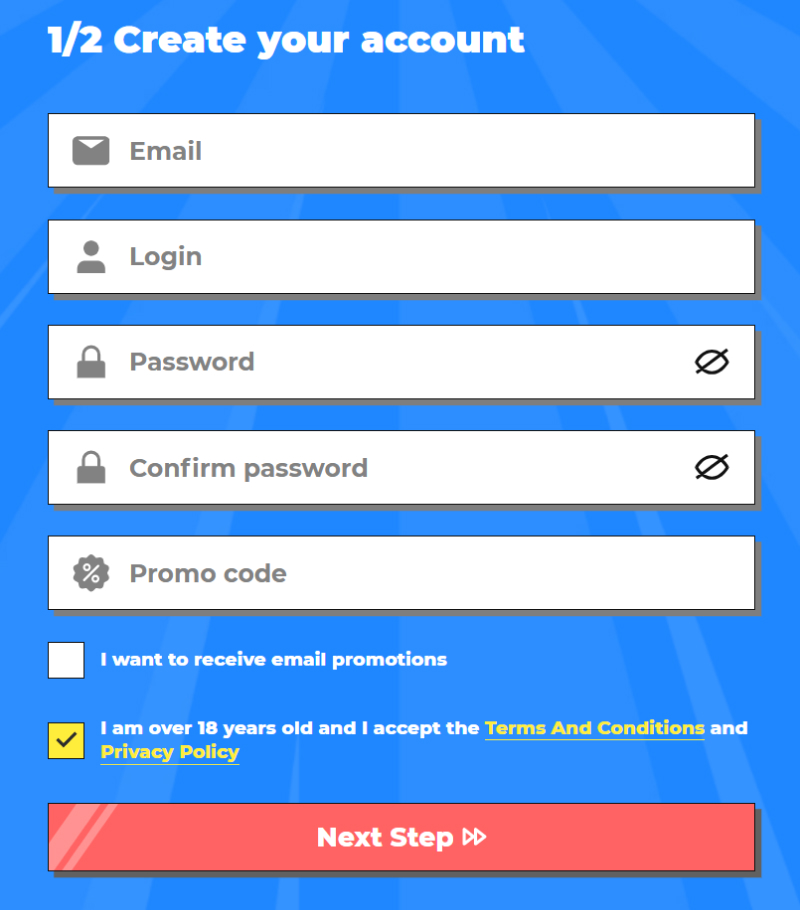 1/2 Create your account
Email
Login
Password
Confirm password
Promo code
I want to receive email promotions
I am over 18 years old and I accept the Terms And Conditions and
Privacy Policy
Next Step